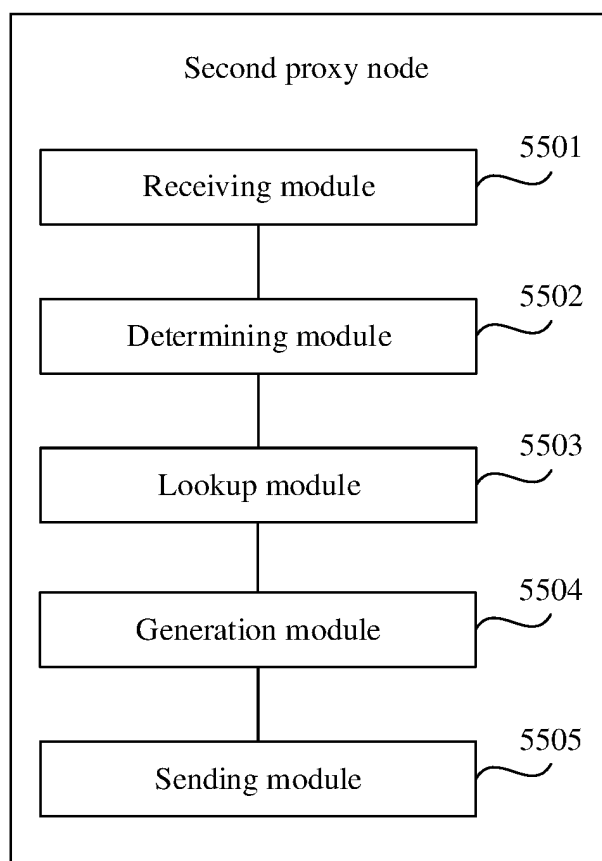 Second proxy node
5501
Receiving module
5502
Determining module
5503
Lookup module
5504
Generation module
5505
Sending module